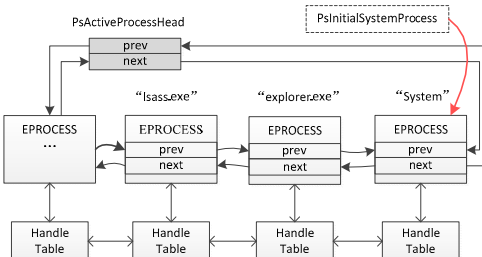 PsInitialSystemProcess
PsActiveProcessHead
prev
next
“lsass.exe”
“explorer.exe”
“System”
EPROCESS
...
EPROCESS
prev
next
EPROCESS
prev
next
EPROCESS
prev
next
Handle
Table
Handle
Table
Handle
Table
Handle
Table